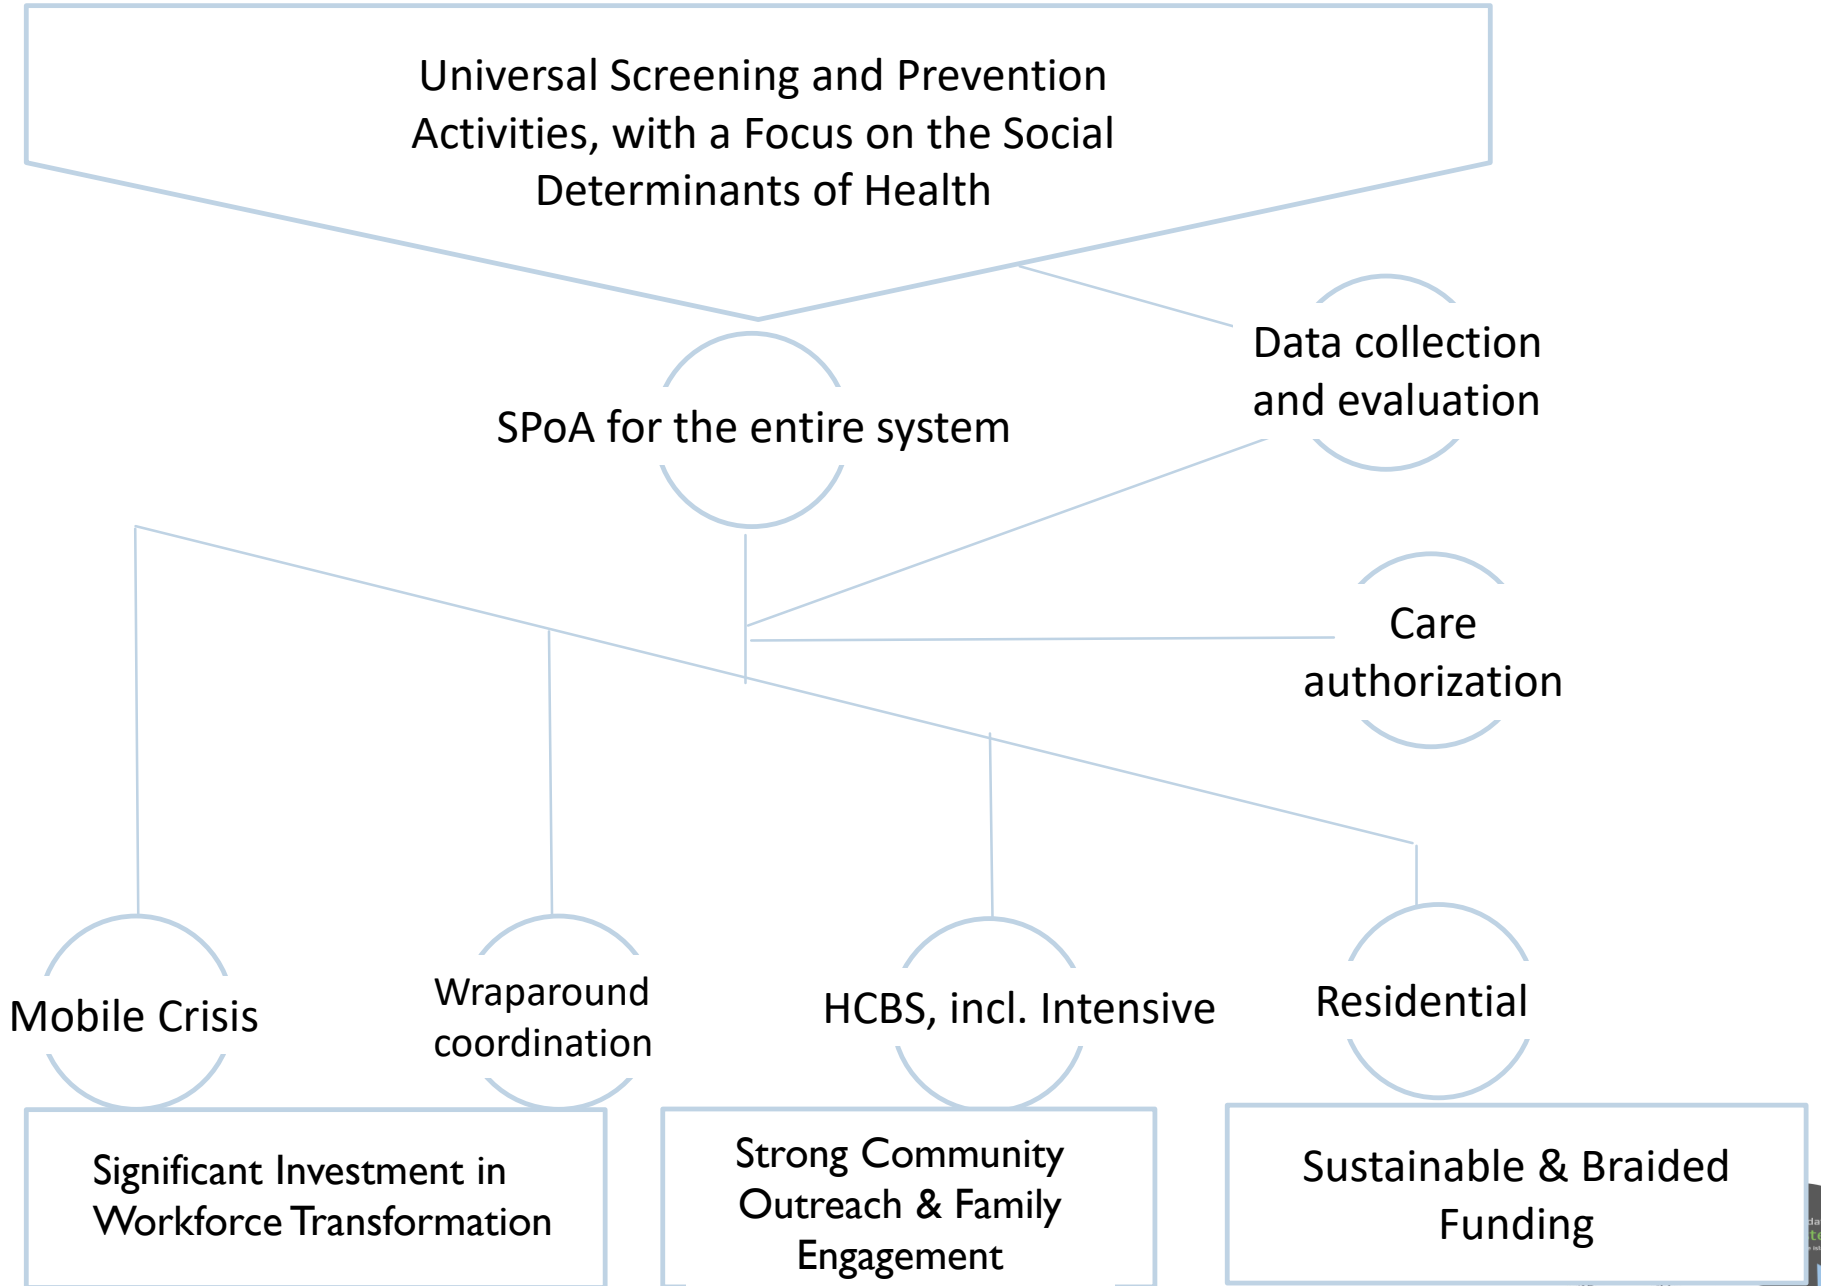 Universal Screening and Prevention
Activities, with a Focus on the Social
Determinants of Health
Data collection
and evaluation
SPoA for the entire system
Care
authorization
Mobile Crisis
Wraparound
coordination
HCBS, incl. Intensive
Residential
Significant Investment in
Workforce Transformation
Strong Community
Outreach & Family
Engagement
Sustainable & Braided
Funding